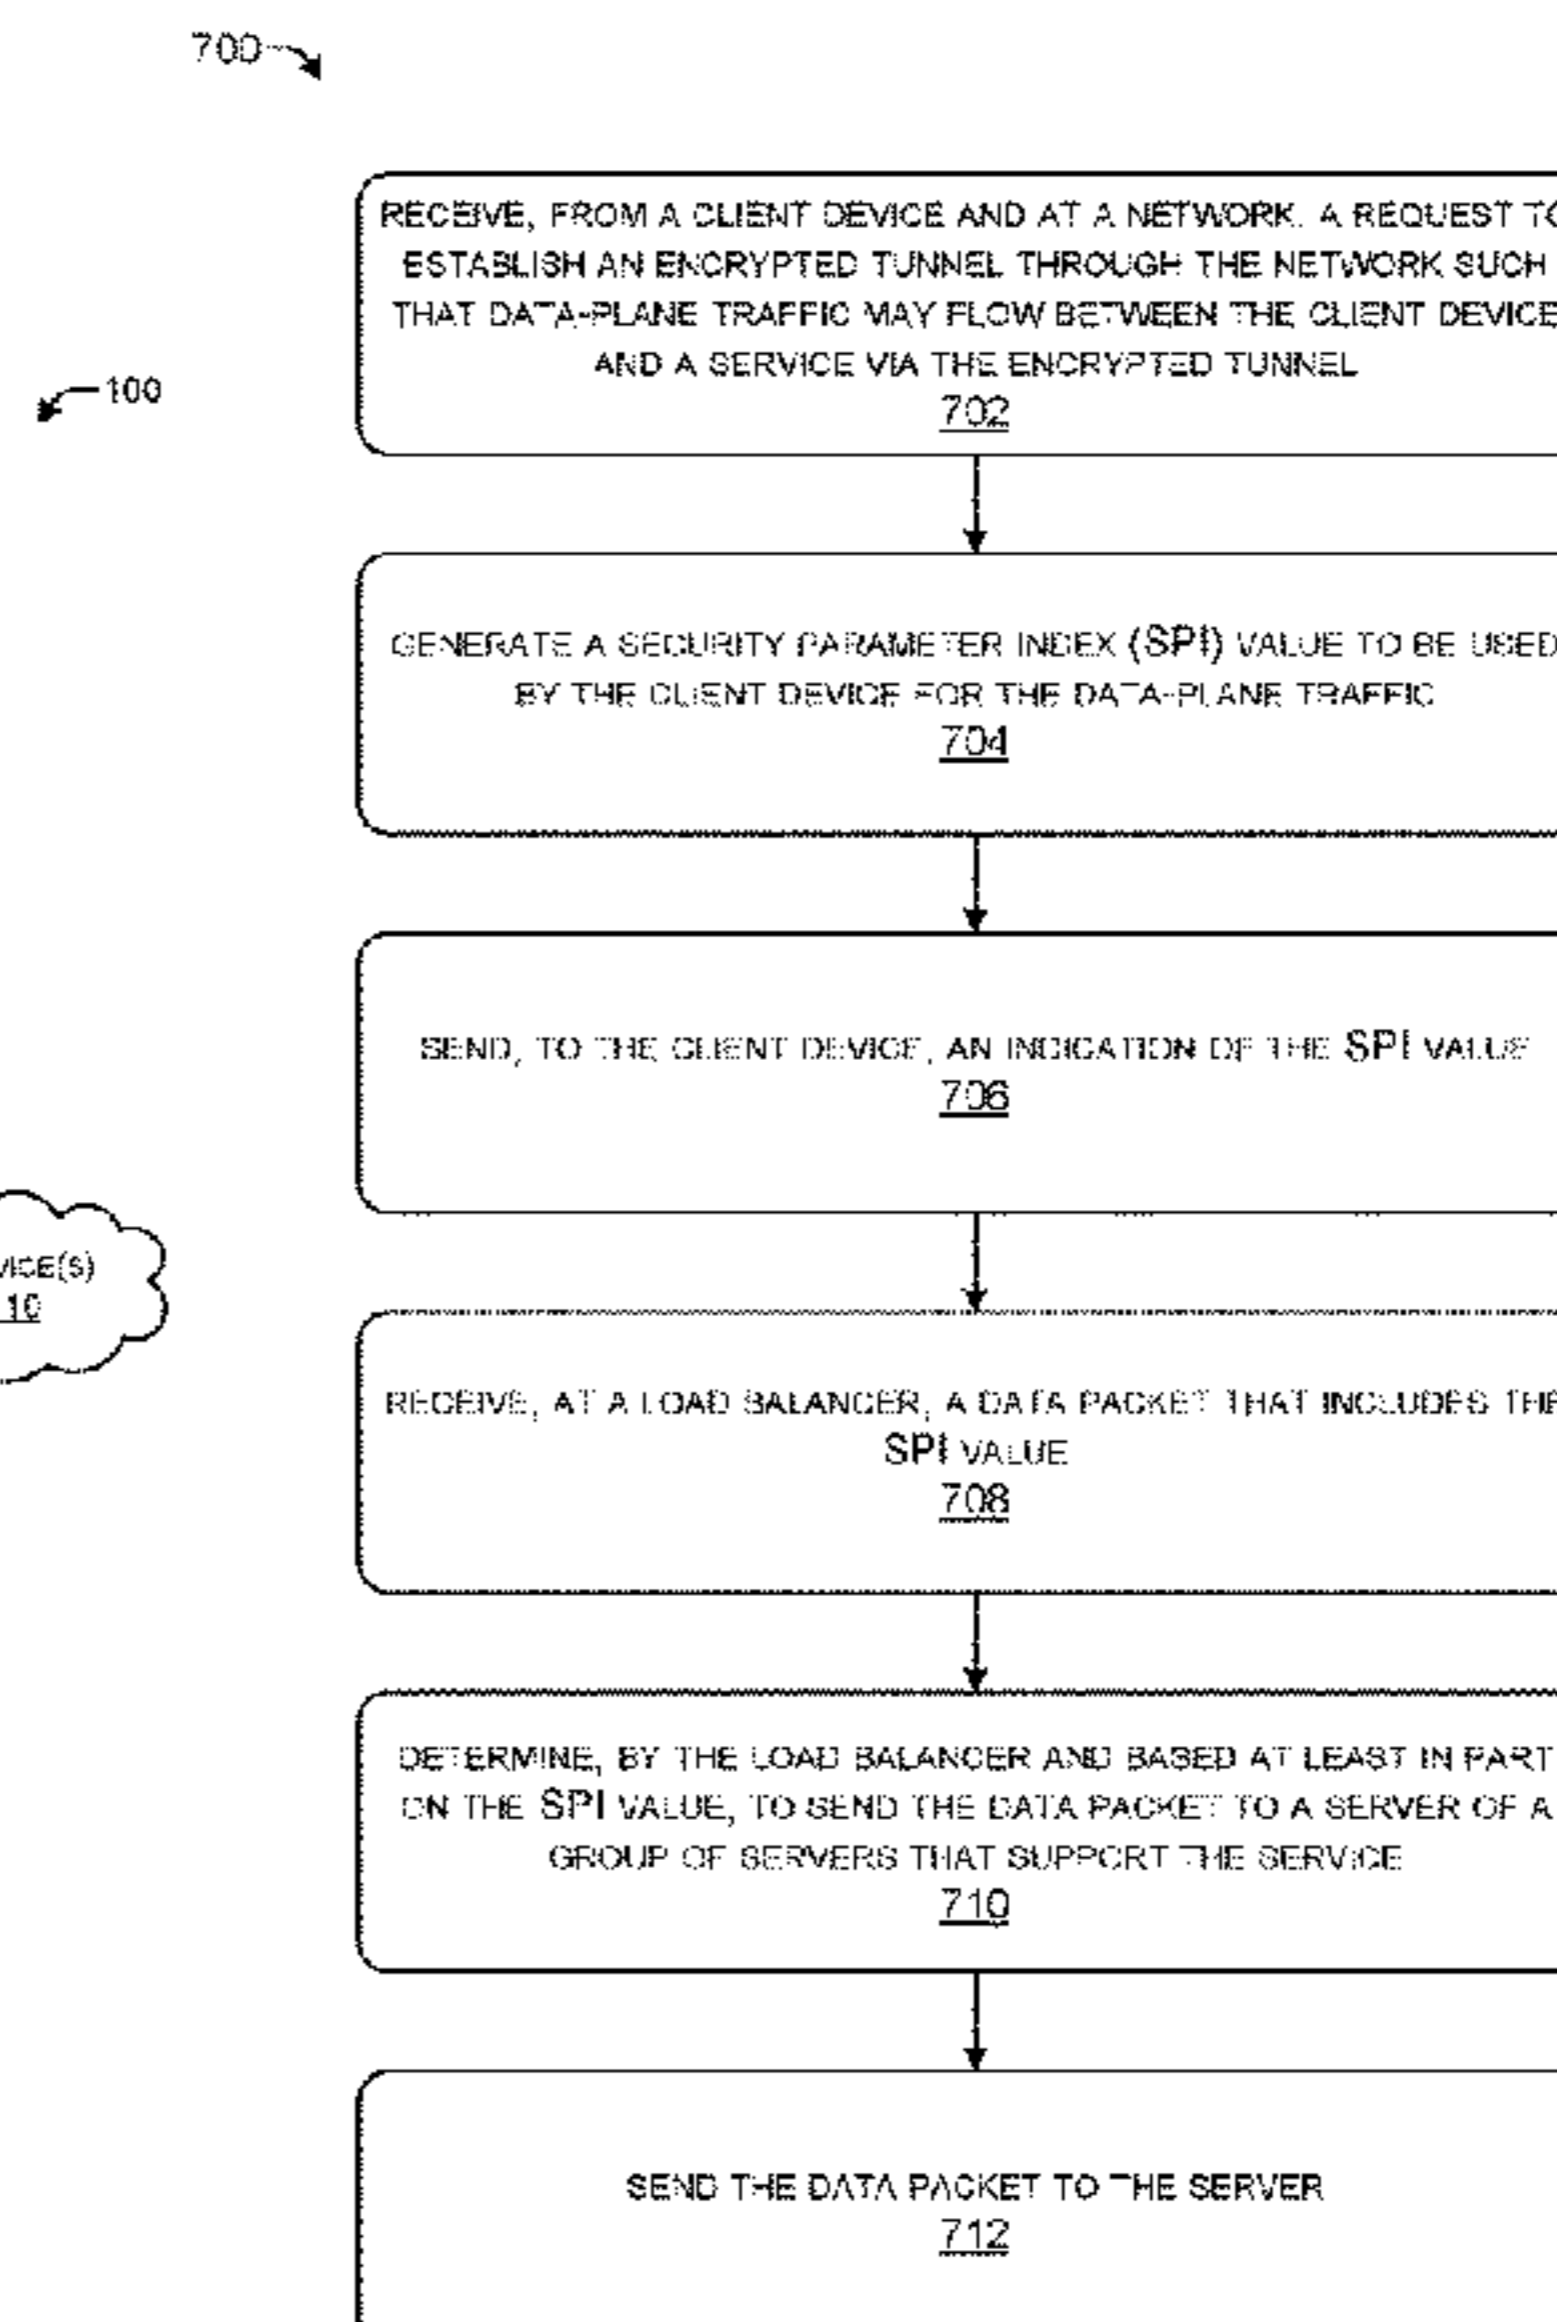 700
RECEIVE, FROM A CLIENT DEVICE AND AT A NETWORK, A REQUEST TO
ESTABLISH AN ENCRYPTED TUNNEL THROUGH THE NETWORK SUCH
THAT DATA-PLANE TRAFFIC MAY FLOW BETWEEN THE CLIENT DEVICE
AND A SERVICE VIA THE ENCRYPTED TUNNEL
702
100
GENERATE A SECURITY PARAMETER INDEX (SPI) VALUE TO BE USED
BY THE CLIENT DEVICE FOR THE DATA-PLANE TRAFFIC
704
SEND, TO THE CLIENT DEVICE, AN INDICATION OF THE SPI VALUE
706
VICE(S)
10
RECEIVE, AT A LOAD BALANCER, A DATA PACKET THAT INCLUDES THE
SPI VALUE
708
DETERMINE, BY THE LOAD BALANCER AND BASED AT LEAST IN PART
ON THE SPI VALUE, TO SEND THE DATA PACKET TO A SERVER OF A
GROUP OF SERVERS THAT SUPPORT THE SERVICE
710
SEND THE DATA PACKET TO THE SERVER
712